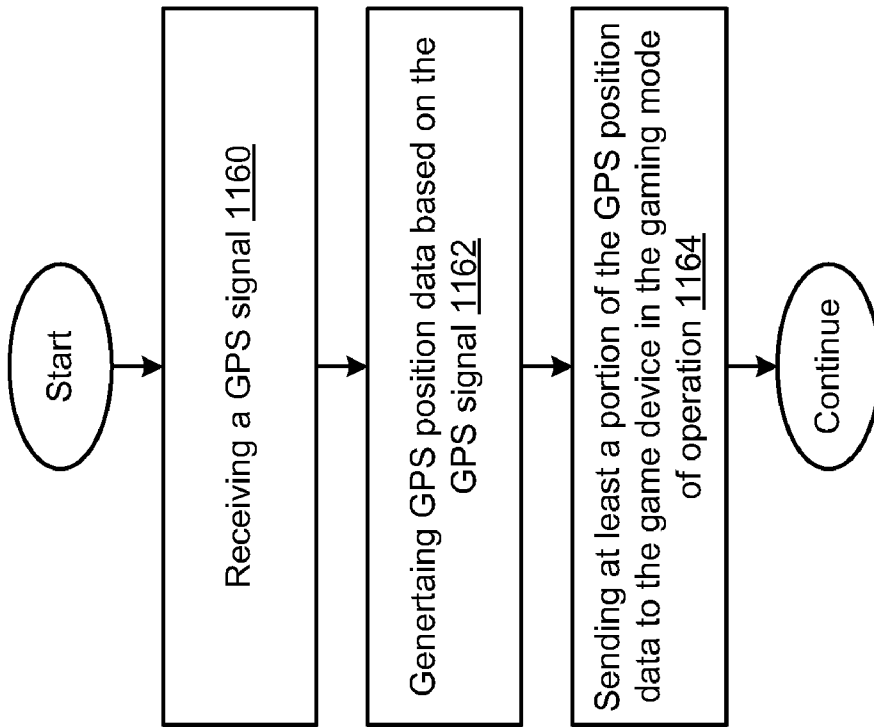 Start
Receiving a GPS signal 1160
Genertaing GPS position data based on the
GPS signal 1162
Sending at least a portion of the GPS position
data to the game device in the gaming mode
of operation 1164
Continue